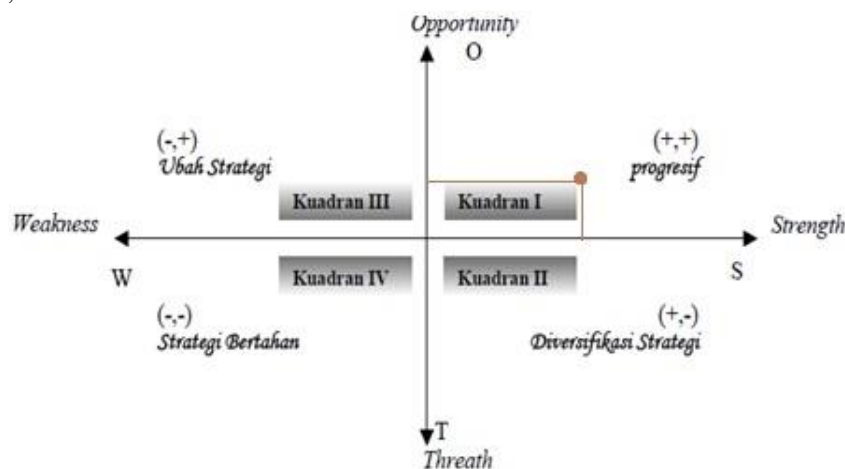 )
Opportunity
O
(-,+)
Ubah Strategi
(+,+)
progresif
Kuadran III
Kuadran I
Weakness
Strength
W
S
Kuadran IV
Kuadran II
(-,-)
Strategi Bertahan
(+,-)
Diversifikasi Strategi
T
Threath